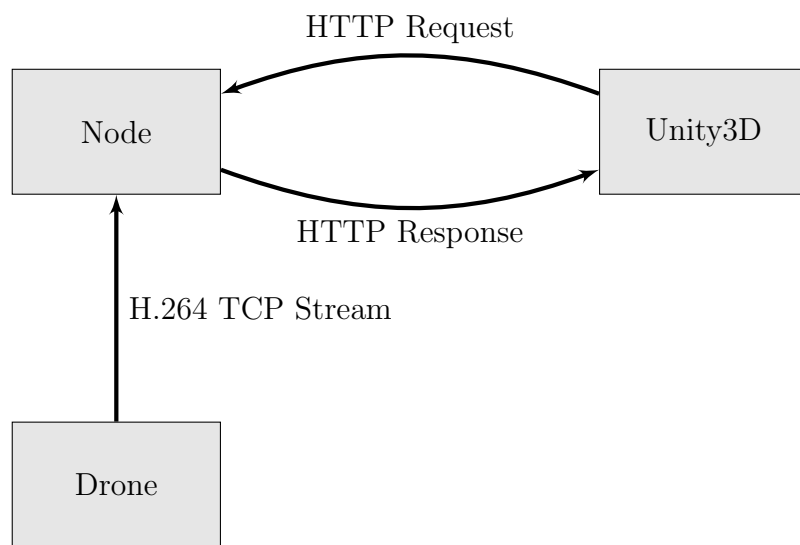 HTTP Request
Node
Unity3D
HTTP Response
H.264 TCP Stream
Drone